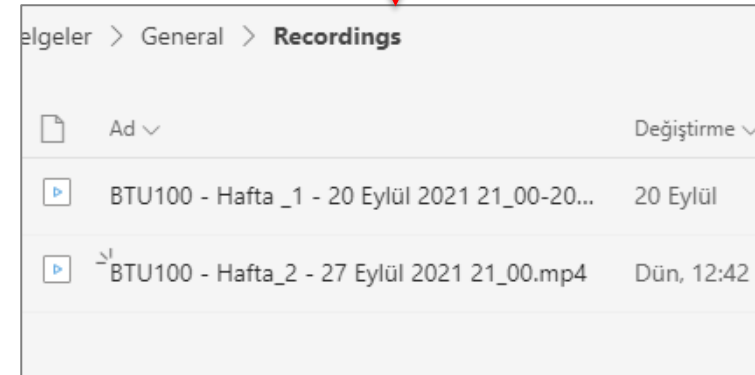 elgeler > General > Recordings
Ad Değiştirme
BTU100 - Hafta _1 - 20 Eylül 2021 21_00-20... 20 Eylül
BTU100 - Hafta_2 - 27 Eylül 2021 21_00.mp4 Dün, 12:42